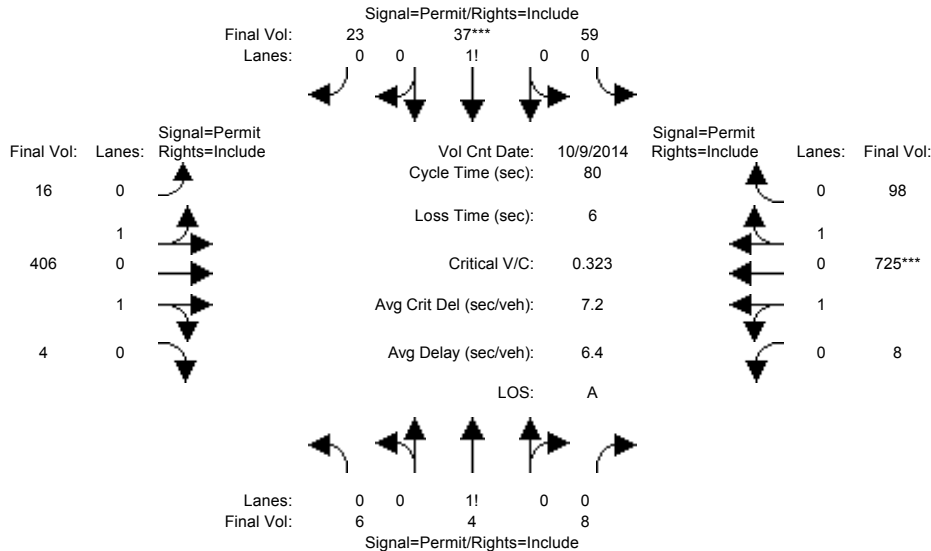 Signal=Permit/Rights=Include
Final Vol: 23 37*** 59
Lanes: 0 0 1! 0 0
Signal=Permit Signal=Permit
Final Vol: Lanes: Rights=Include Vol Cnt Date: 10/9/2014 Rights=Include Lanes: Final Vol:
Cycle Time (sec): 80
16 0 0 98
Loss Time (sec): 6
1 1
406 0 Critical V/C: 0.323 0 725***
1 Avg Crit Del (sec/veh): 7.2 1
4 0 Avg Delay (sec/veh): 6.4 0 8
LOS: A
Lanes: 0 0 1! 0 0
Final Vol: 6 4 8
Signal=Permit/Rights=Include